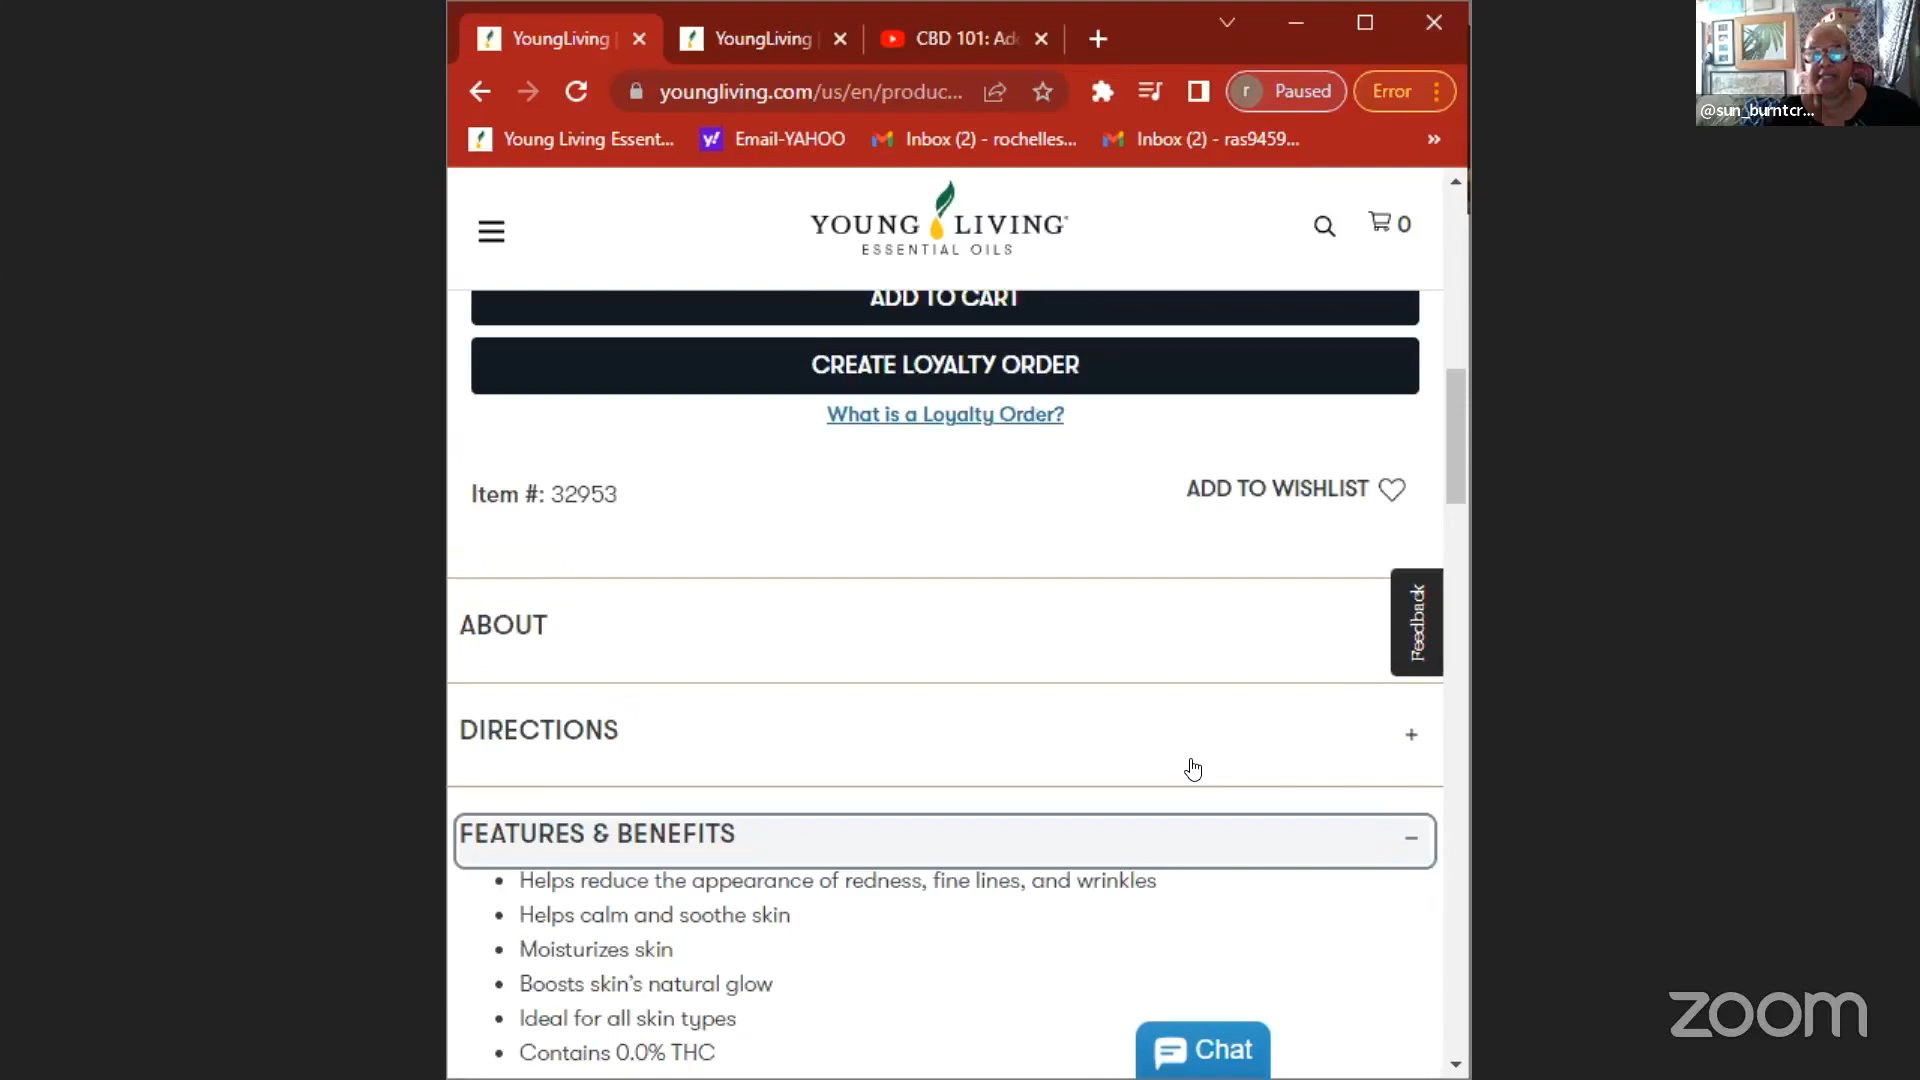 YoungLiving
YoungLiving
CBD 101: Ad
youngliving.com/us/en/produc...
r
Paused
Error
Young Living Essent...
y!
Email-YAHOO
Inbox (2) - rochelles...
Inbox (2) - ras9459...
»
@sun_burntcr...
YOUNG LIVING
ESSENTIAL OILS
0
ADD TO CART
CREATE LOYALTY ORDER
What is a Loyalty Order?
Item #: 32953
ADD TO WISHLIST
Feedback
ABOUT
DIRECTIONS
+
FEATURES & BENEFITS
–
• Helps reduce the appearance of redness, fine lines, and wrinkles
• Helps calm and soothe skin
• Moisturizes skin
• Boosts skin's natural glow
• Ideal for all skin types
• Contains 0.0% THC
Chat
zoom